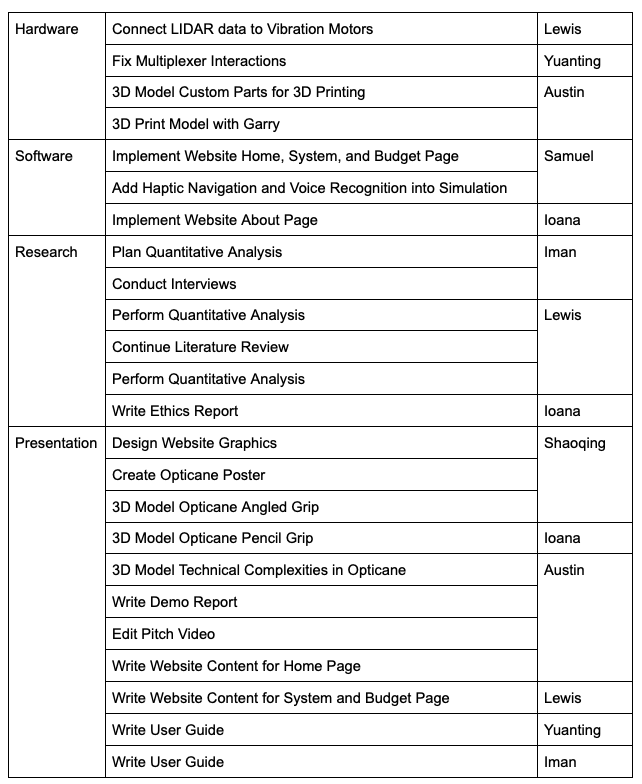 Hardware Connect LIDAR data to Vibration Motors Lewis
Fix Multiplexer Interactions Yuanting
3D Model Custom Parts for 3D Printing Austin
3D Print Model with Garry
Software Implement Website Home, System, and Budget Page Samuel
Add Haptic Navigation and Voice Recognition into Simulation
Implement Website About Page Ioana
Research Plan Quantitative Analysis Iman
Conduct Interviews
Perform Quantitative Analysis Lewis
Continue Literature Review
Perform Quantitative Analysis
Write Ethics Report Ioana
Presentation Design Website Graphics Shaoqing
Create Opticane Poster
3D Model Opticane Angled Grip
3D Model Opticane Pencil Grip Ioana
3D Model Technical Complexities in Opticane Austin
Write Demo Report
Edit Pitch Video
Write Website Content for Home Page
Write Website Content for System and Budget Page Lewis
Write User Guide Yuanting
Write User Guide Iman